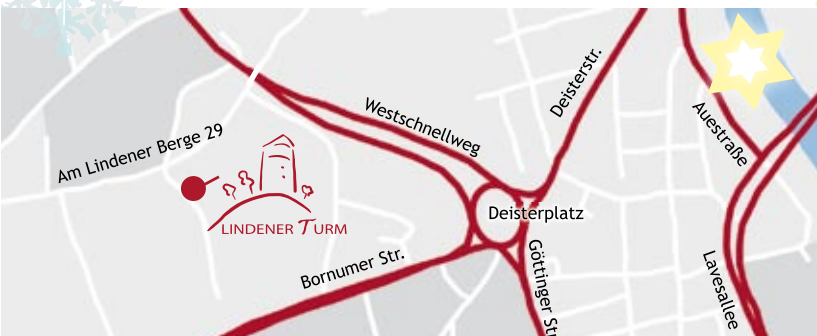 Deisterstr.
Westschnellweg
Auestraße
Am Lindener Berge 29
Deisterplatz
LINDENER TURM
Bornumer Str.
Göttinger St
Lavesallee